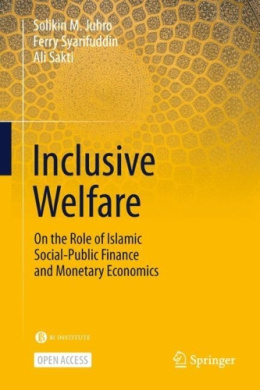 Solikin M. Juhro
Ferry Syarifuddin
Ali Sakti
Inclusive
Welfare
On the Role of Islamic
Social-Public Finance
and Monetary Economics
BI INSTITUTE
OPEN ACCESS
Springer